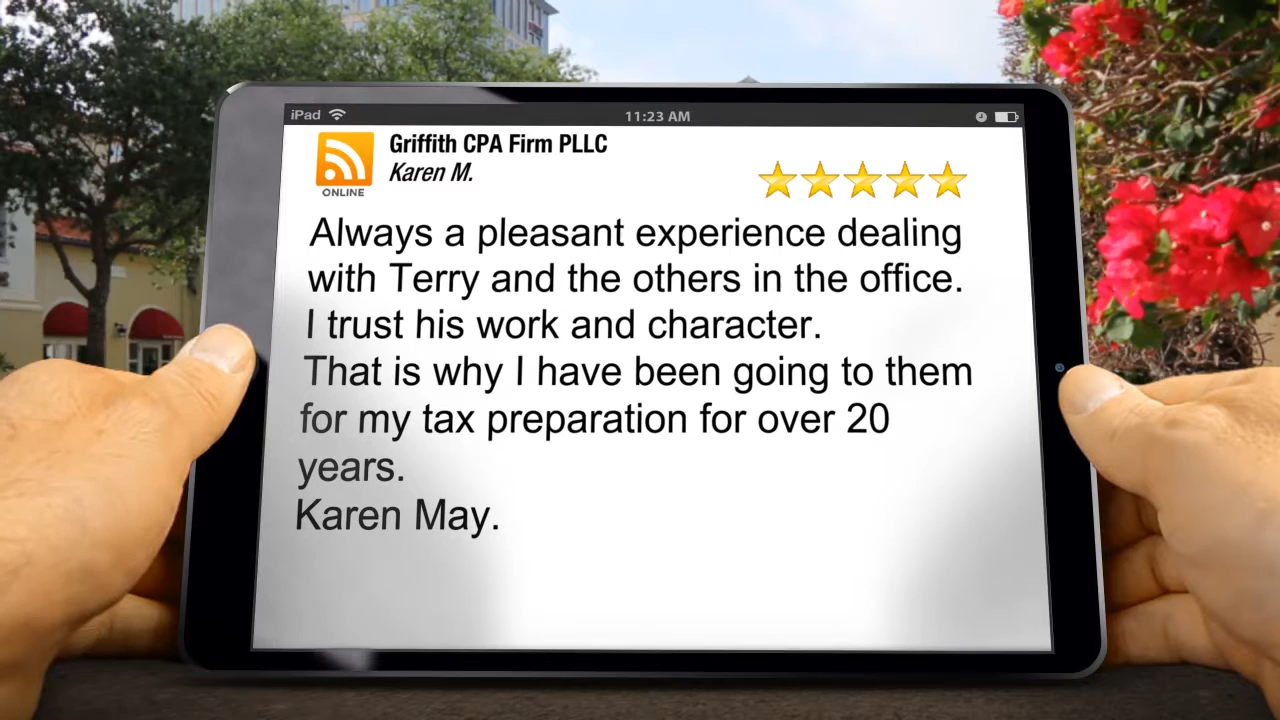 iPad 11:23 AM
Griffith CPA Firm PLLC
Karen M.
ONLINE
Always a pleasant experience dealing
with Terry and the others in the office.
I trust his work and character.
That is why I have been going to them
for my tax preparation for over 20
years.
Karen May.